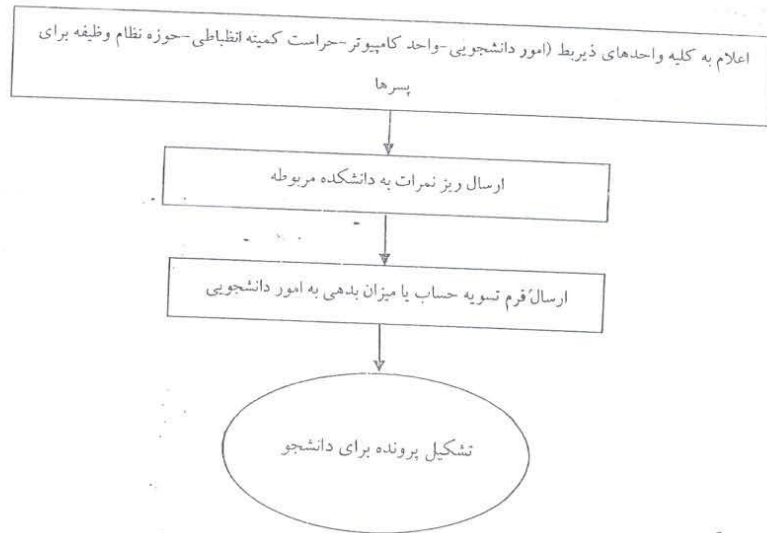 اعلام به کلیه واحدهای ذیربط (امور دانشجویی-واحد کامپیوتر-حراست کمیته انظباطی-حوزه نظام وظیفه برای
پسرها
ارسال ریز نمرات به دانشکده مربوطه
ارسال فرم تسویه حساب یا میزان بدهی به امور دانشجویی
تشکیل پرونده برای دانشجو